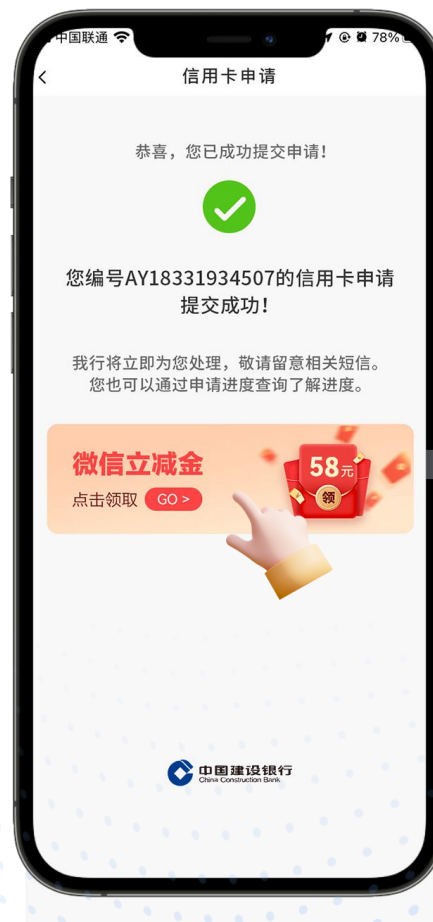 中国联通
78%
信用卡申请
恭喜，您已成功提交申请！
您编号AY18331934507的信用卡申请
提交成功！
我行将立即为您处理，敬请留意相关短信。
您也可以通过申请进度查询了解进度。
微信立减金
58元
点击领取 GO >
领
中国建设银行
China Construction Bank